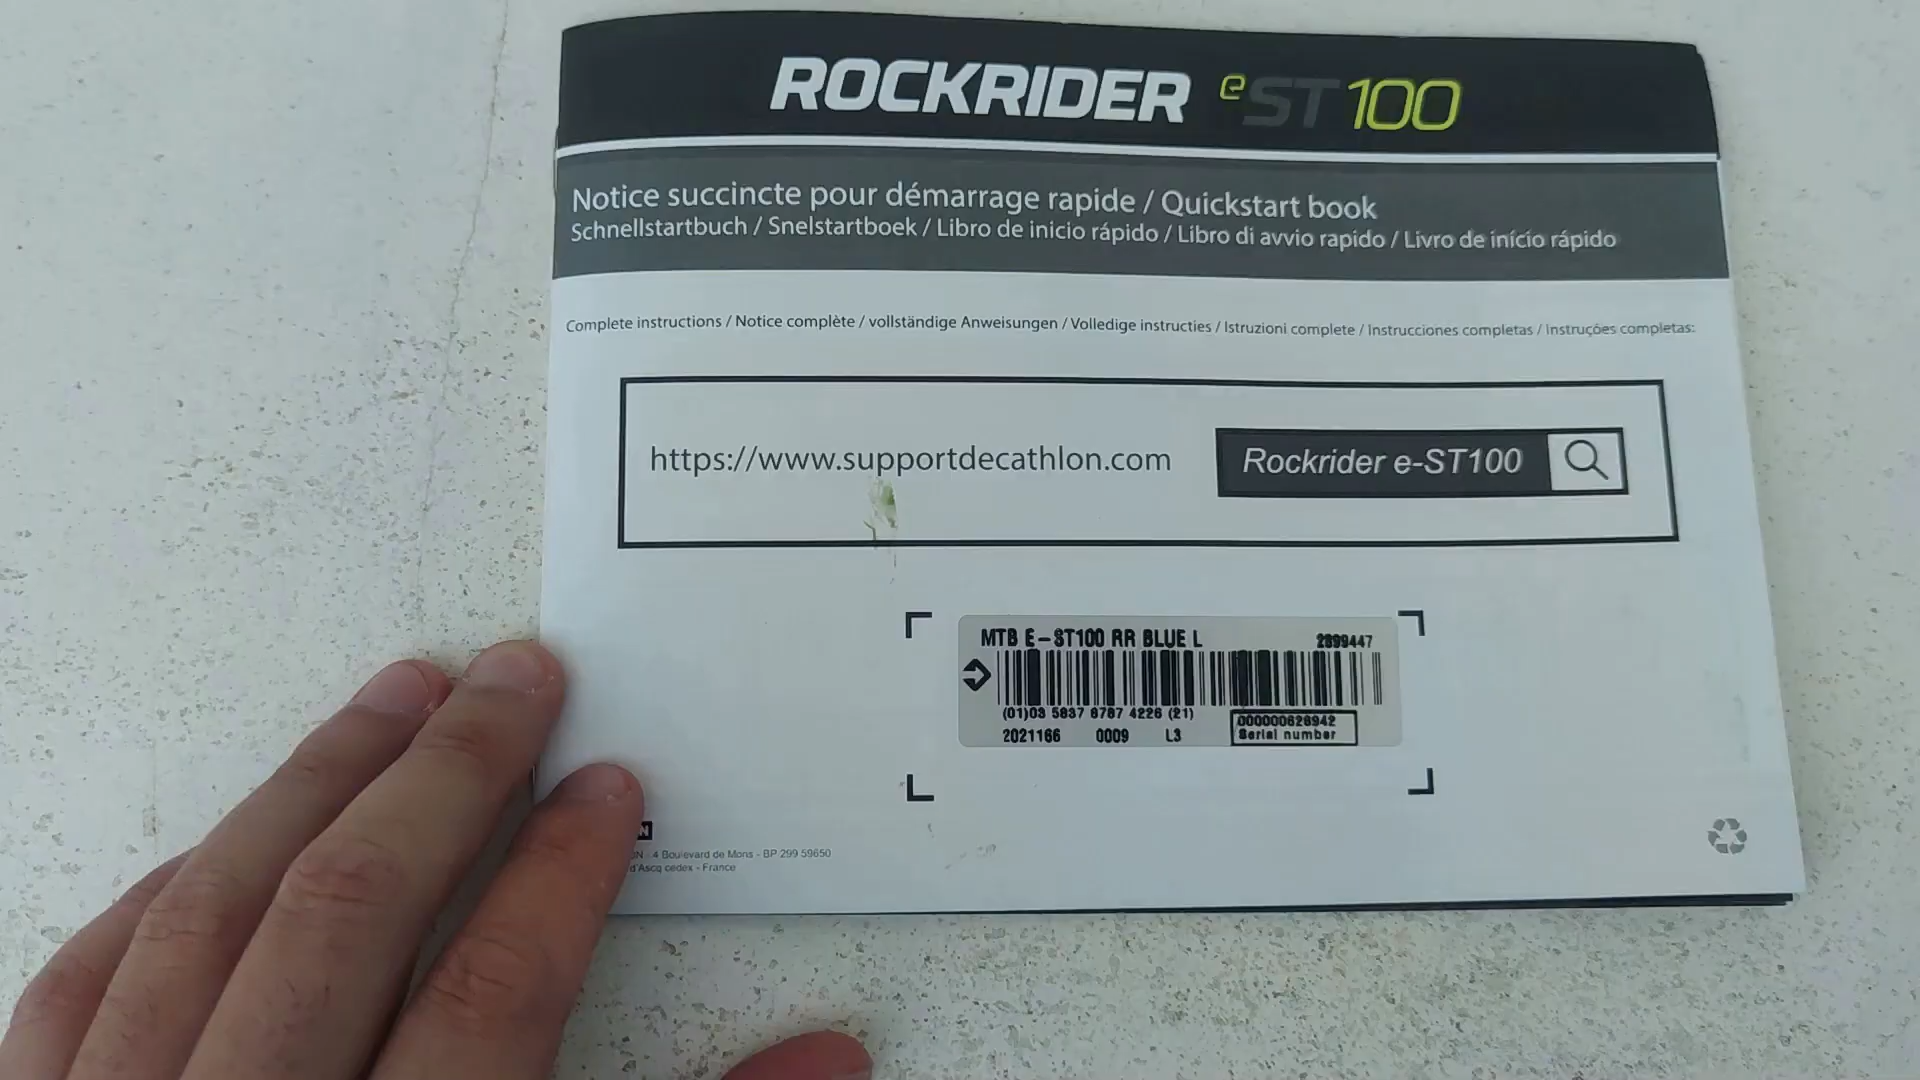 ROCKRIDER eST 100
Notice succincte pour démarrage rapide / Quickstart book
Schnellstartbuch / Snelstartboek / Libro de inicio rápido / Libro di avvio rapido / Livro de início rápido
Complete instructions / Notice complète / vollständige Anweisungen / Volledige instructies / Istruzioni complete / Instrucciones completas / Instruções completas:
https://www.supportdecathlon.com
Rockrider e-ST100
MTB E-ST100 RR BLUE L 2899447
(01)03 5837 8787 4226 (21)
000000626942
2021166 0009 L3
Serial number
4 Boulevard de Mons - BP 299 59650
d'Ascq cedex - France